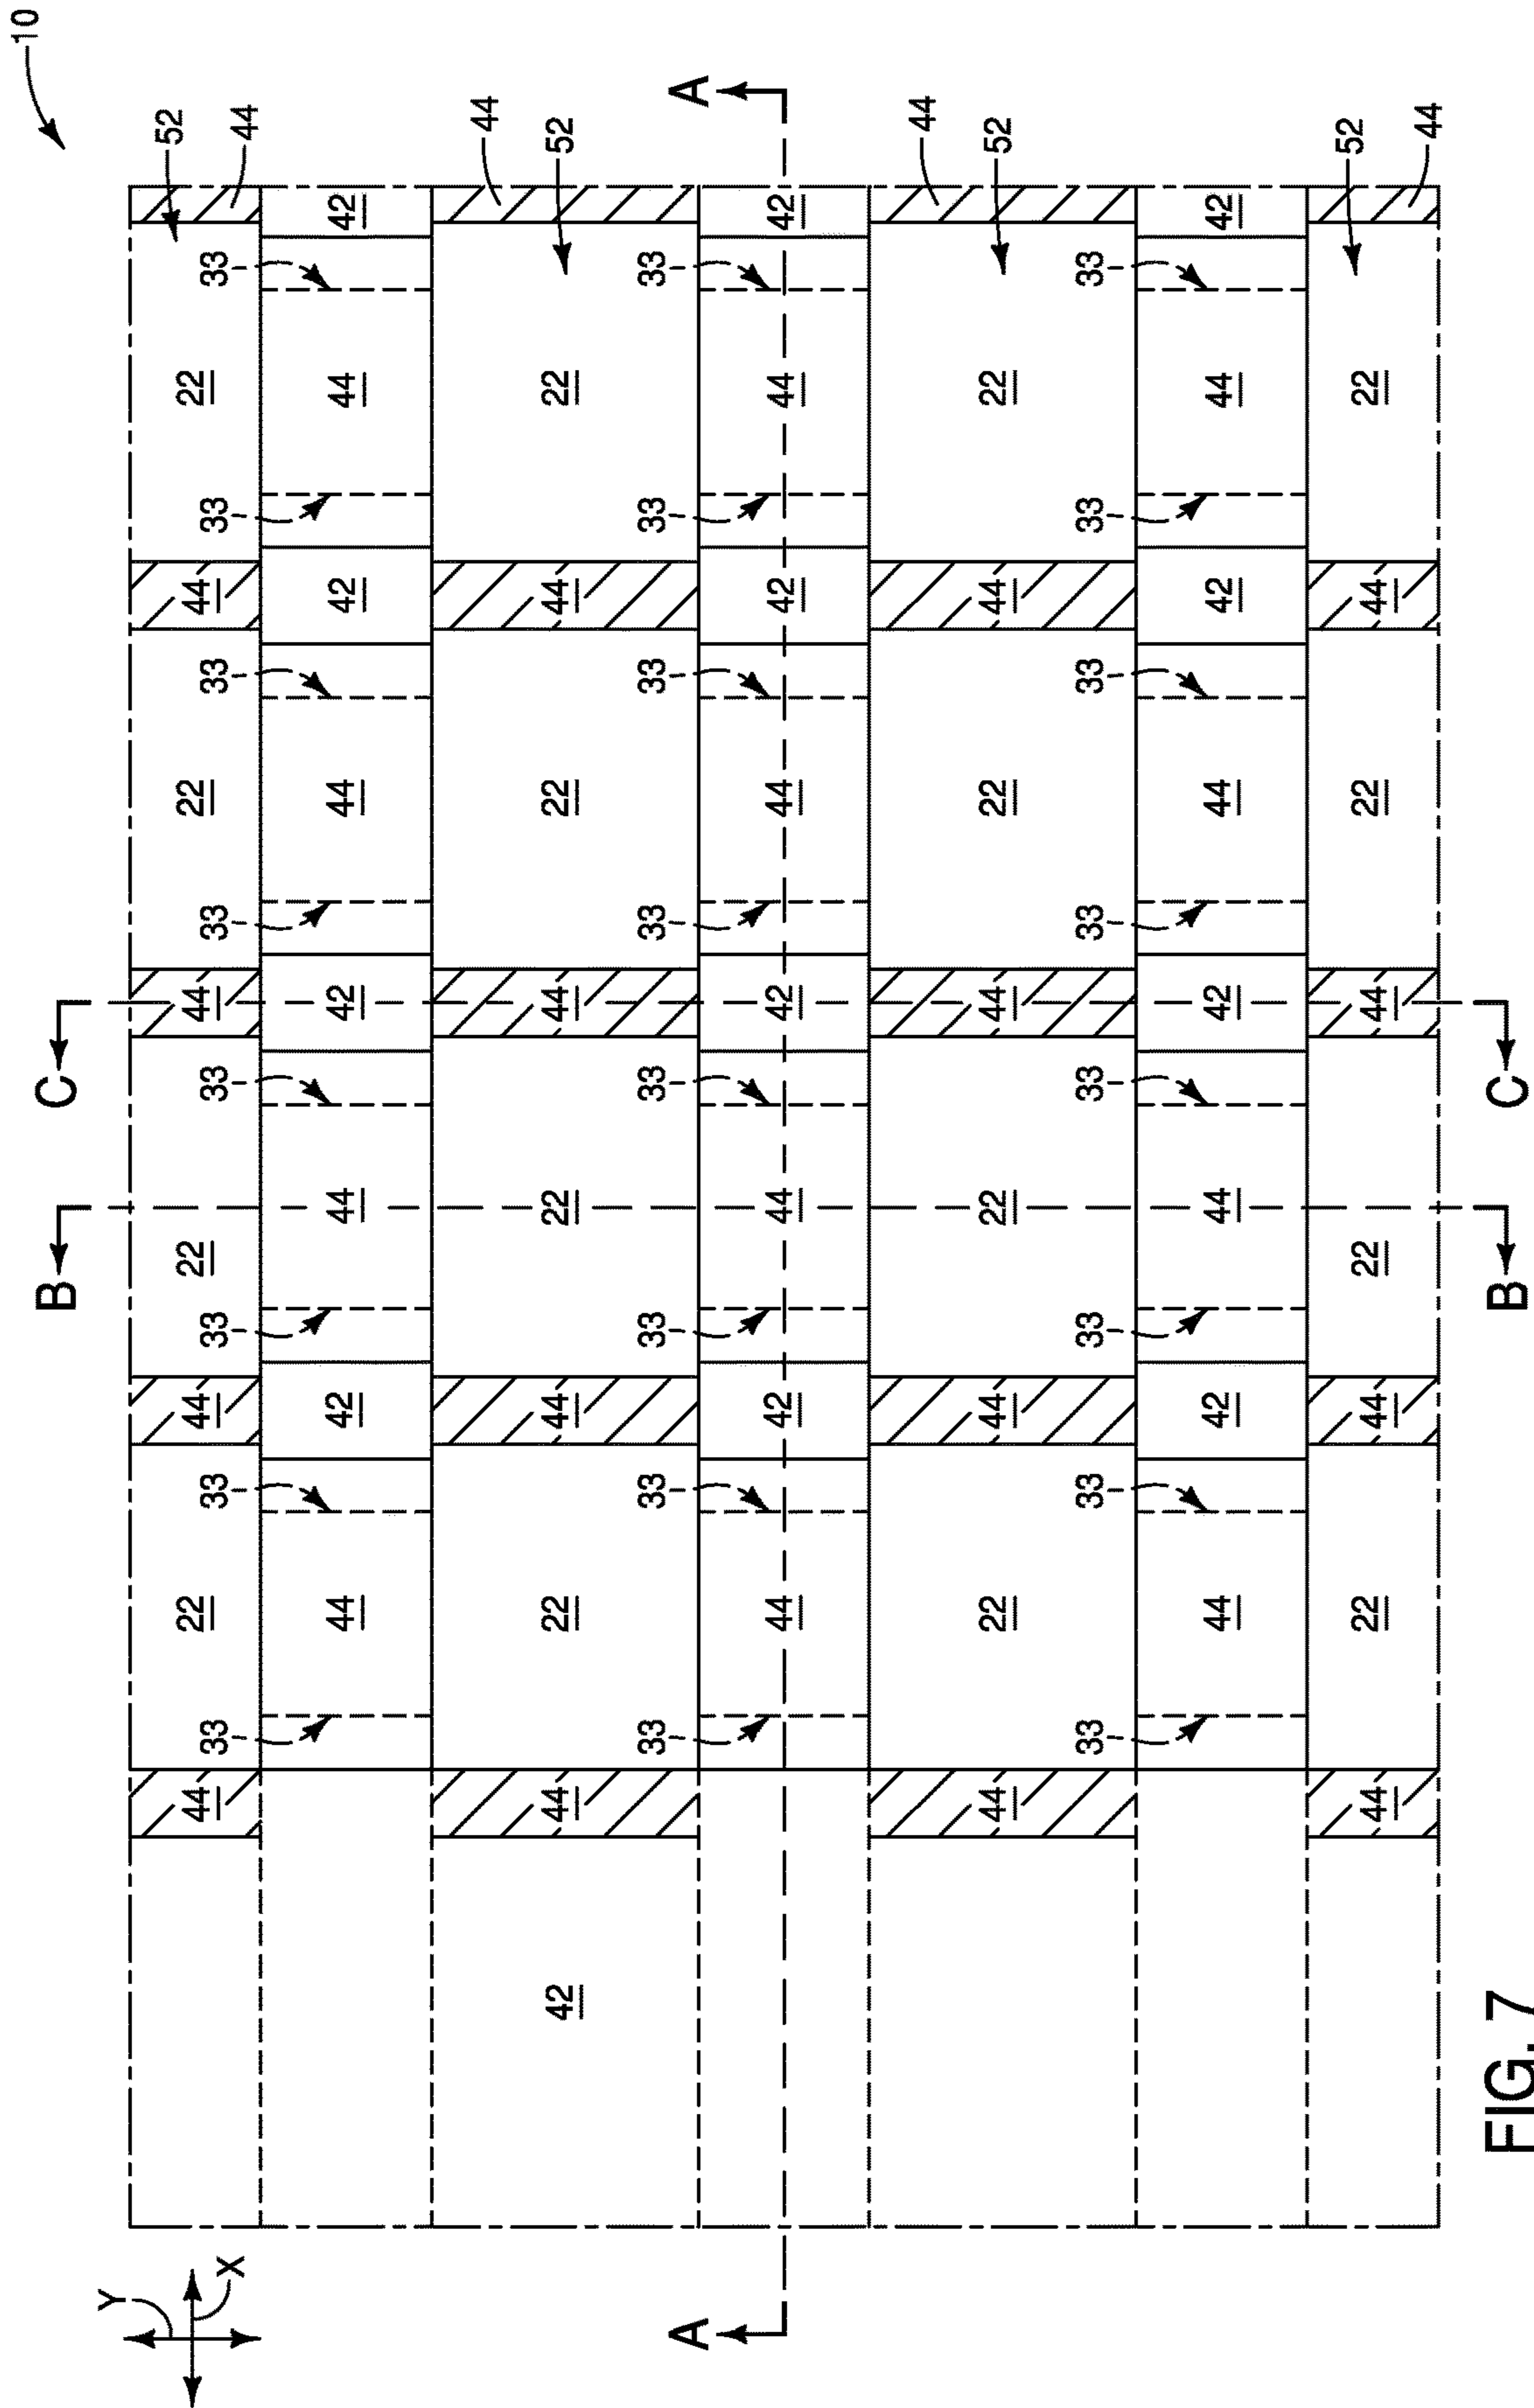 10
B C
Y
52
44 22 44 22 44 22 44 22
33 33 33 33 33 33 33 33
X 44
44 42 44 42 44 42 44 42
44
42 44 22 44 22 44 22 44 22 52
33 33 33 33 33 33 33 33
A A
44 42 44 42 44 42 44 42
44
44 22 44 22 44 22 44 22 52
33 33 33 33 33 33 33 33
44 42 44 42 44 42 44 42
52
44 22 44 22 44 22 44 22
44
B C
FIG. 7